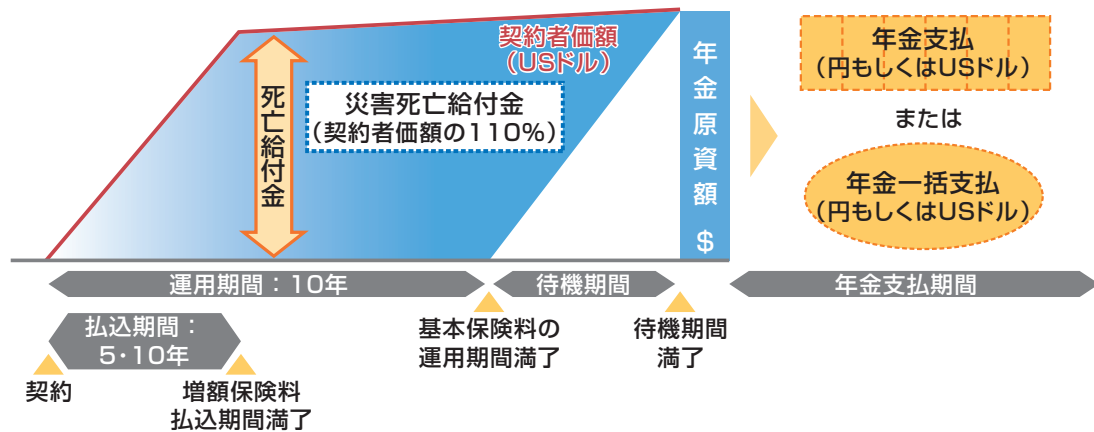 契約者価額
(USドル)
死亡給付金
災害死亡給付金
(契約者価額の110%)
年金原資額 $
年金支払
(円もしくはUSドル)
または
年金一括支払
(円もしくはUSドル)
運用期間:10年
待機期間
年金支払期間
払込期間:
5・10年
契約
増額保険料
払込期間満了
基本保険料の
運用期間満了
待機期間
満了